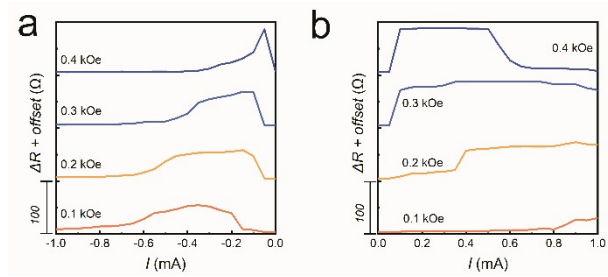 a
b
ΔR + offset (Ω)
100
0.4 kOe
0.3 kOe
0.2 kOe
0.1 kOe
-1.0 -0.8 -0.6 -0.4 -0.2 0.0
I (mA)
ΔR + offset (Ω)
100
0.4 kOe
0.3 kOe
0.2 kOe
0.1 kOe
0.0 0.2 0.4 0.6 0.8 1.0
I (mA)